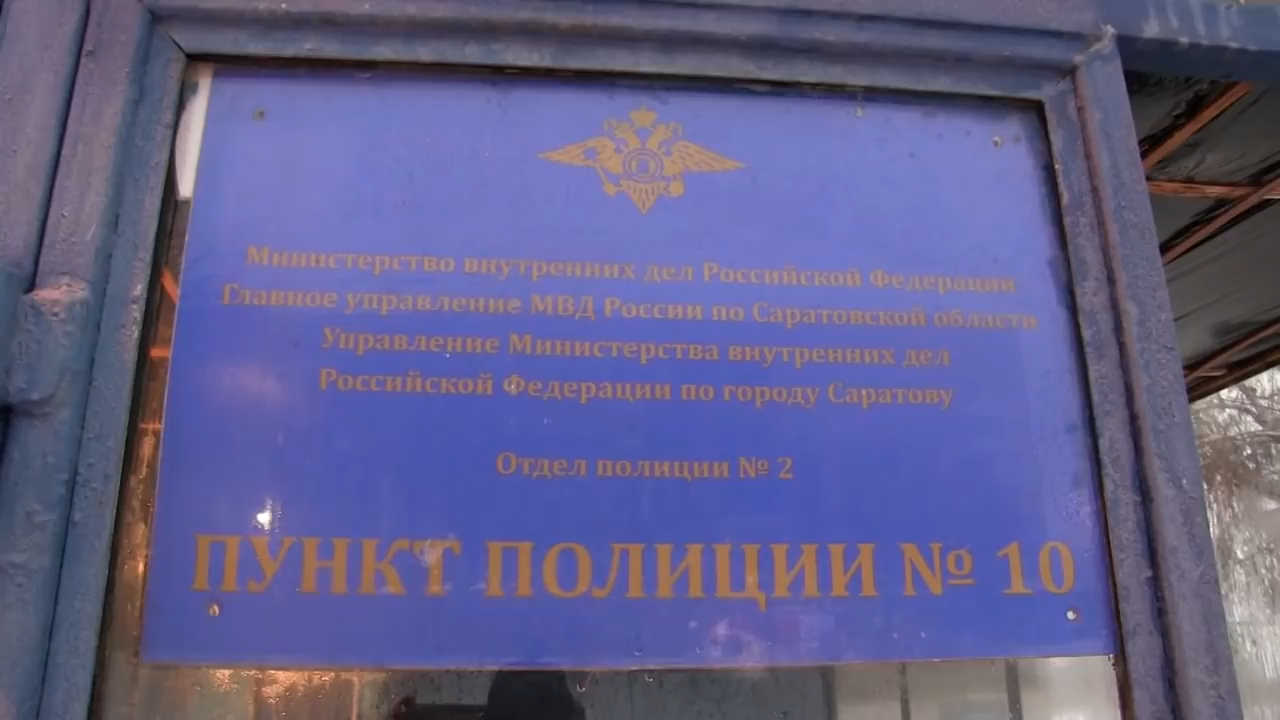 Министерство внутренних дел Российской Федерации
Главное управление МВД России по Саратовской области
Управление Министерства внутренних дел
Российской Федерации по городу Саратову
Отдел полиции № 2
ПУНКТ ПОЛИЦИИ № 10